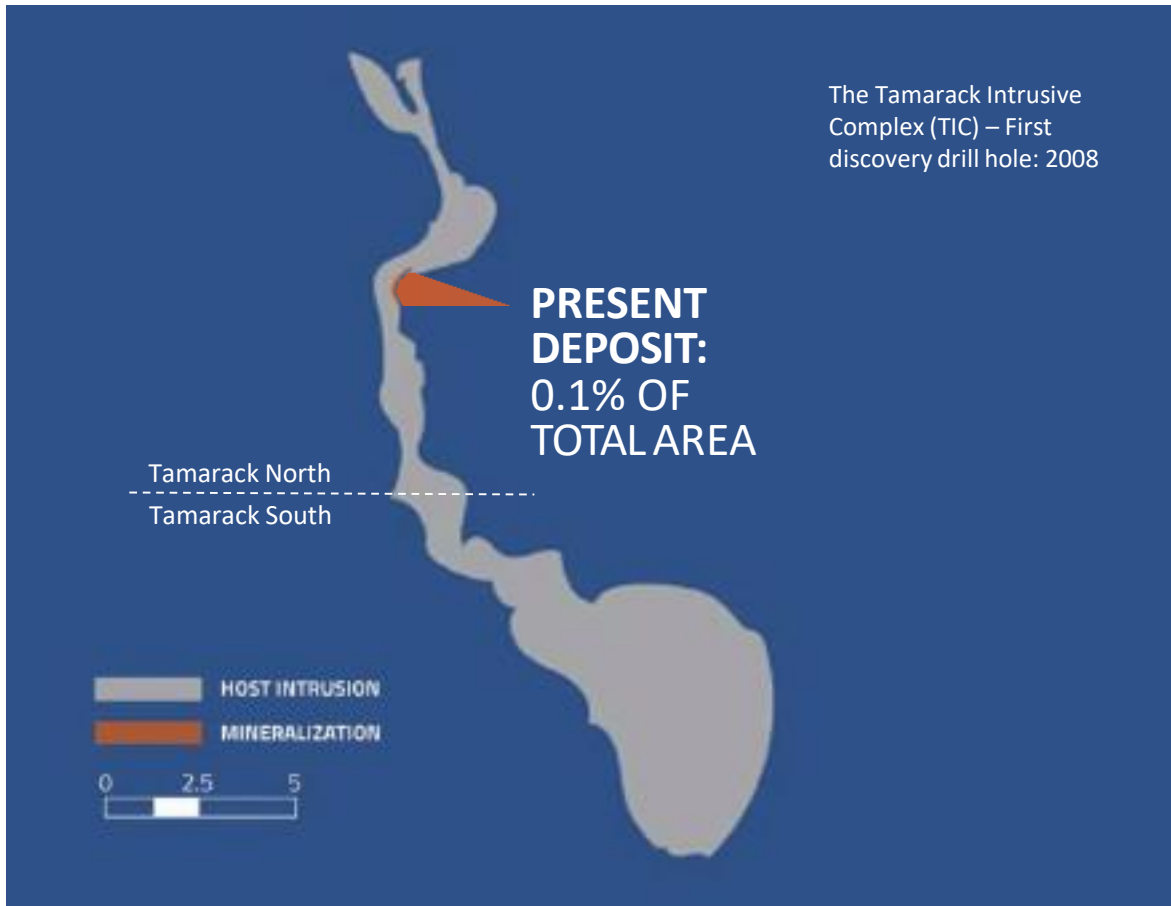 The Tamarack Intrusive
Complex (TIC) – First
discovery drill hole: 2008
PRESENT
DEPOSIT:
0.1% OF
TOTAL AREA
Tamarack North
Tamarack South
HOST INTRUSION
MINERALIZATION
0 2.5 5